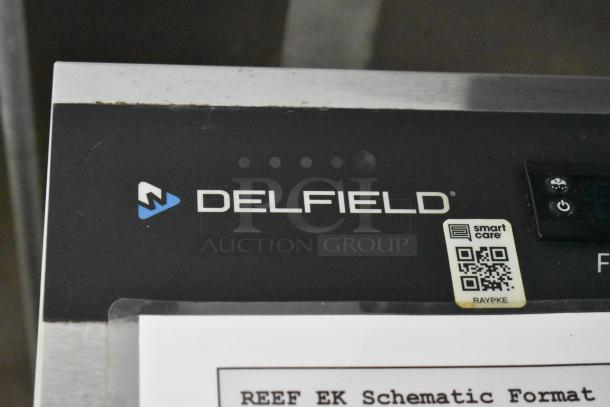 DELFIELD
PCI
AUCTION GROUP
smart
care
RAYPKE
F
REEF EK Schematic Format